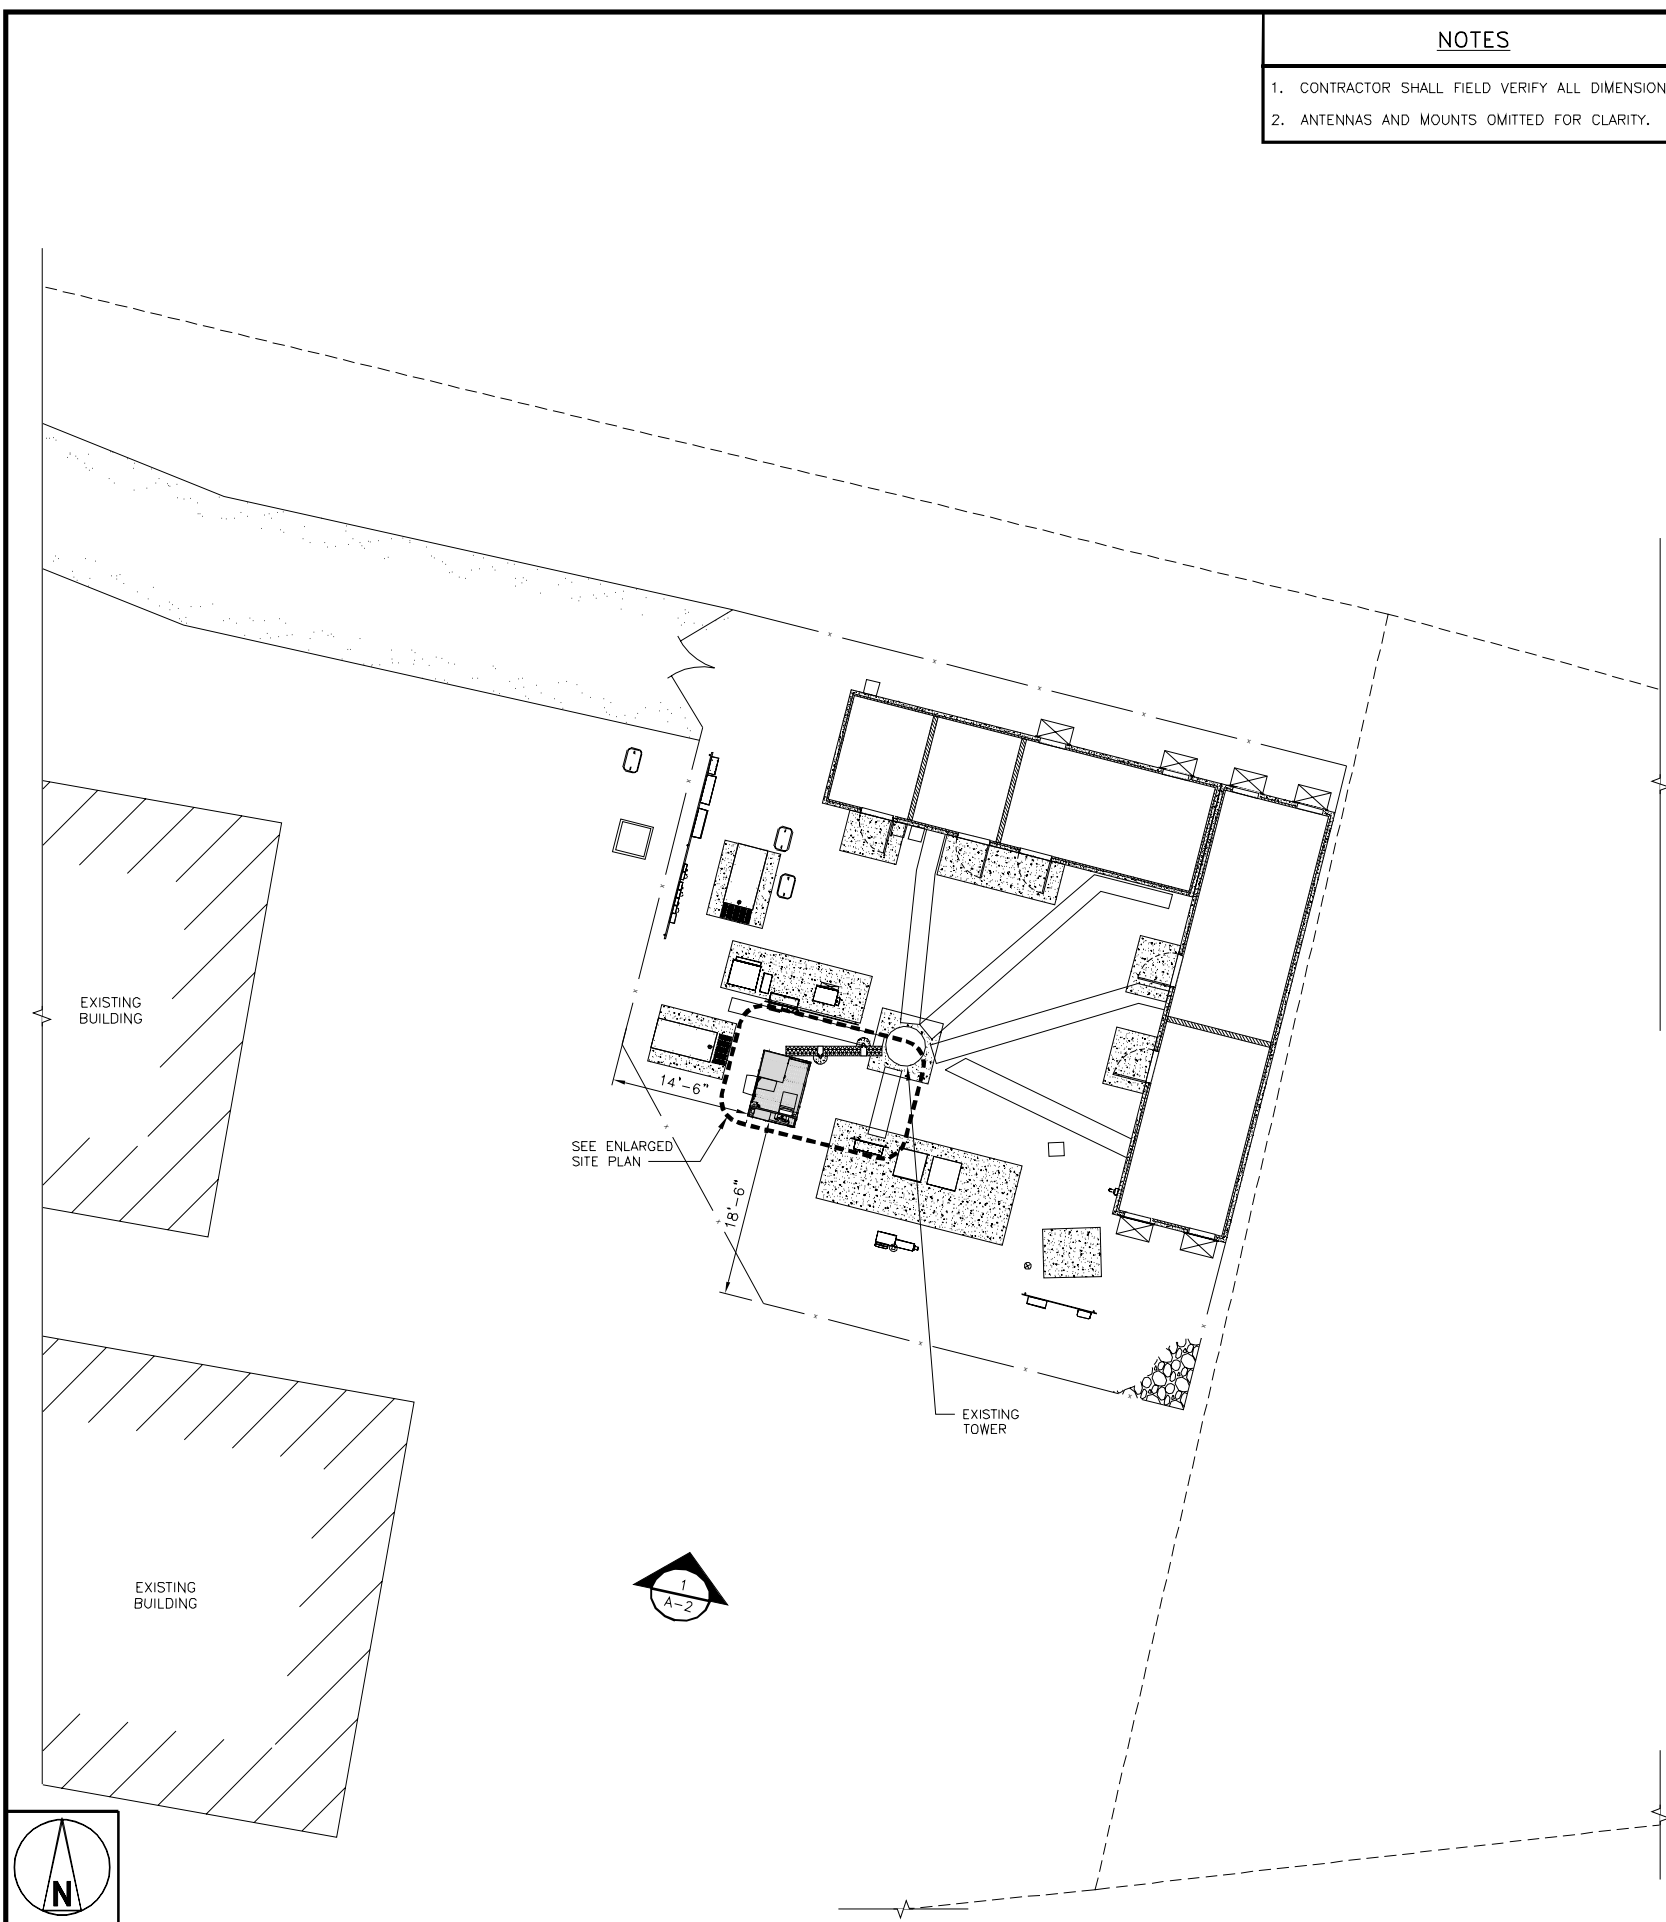 NOTES
1. CONTRACTOR SHALL FIELD VERIFY ALL DIMENSION
2. ANTENNAS AND MOUNTS OMITTED FOR CLARITY.
EXISTING
BUILDING
14'-6"
SEE ENLARGED
SITE PLAN
18'-6"
EXISTING
TOWER
EXISTING
BUILDING
1
A-2
N